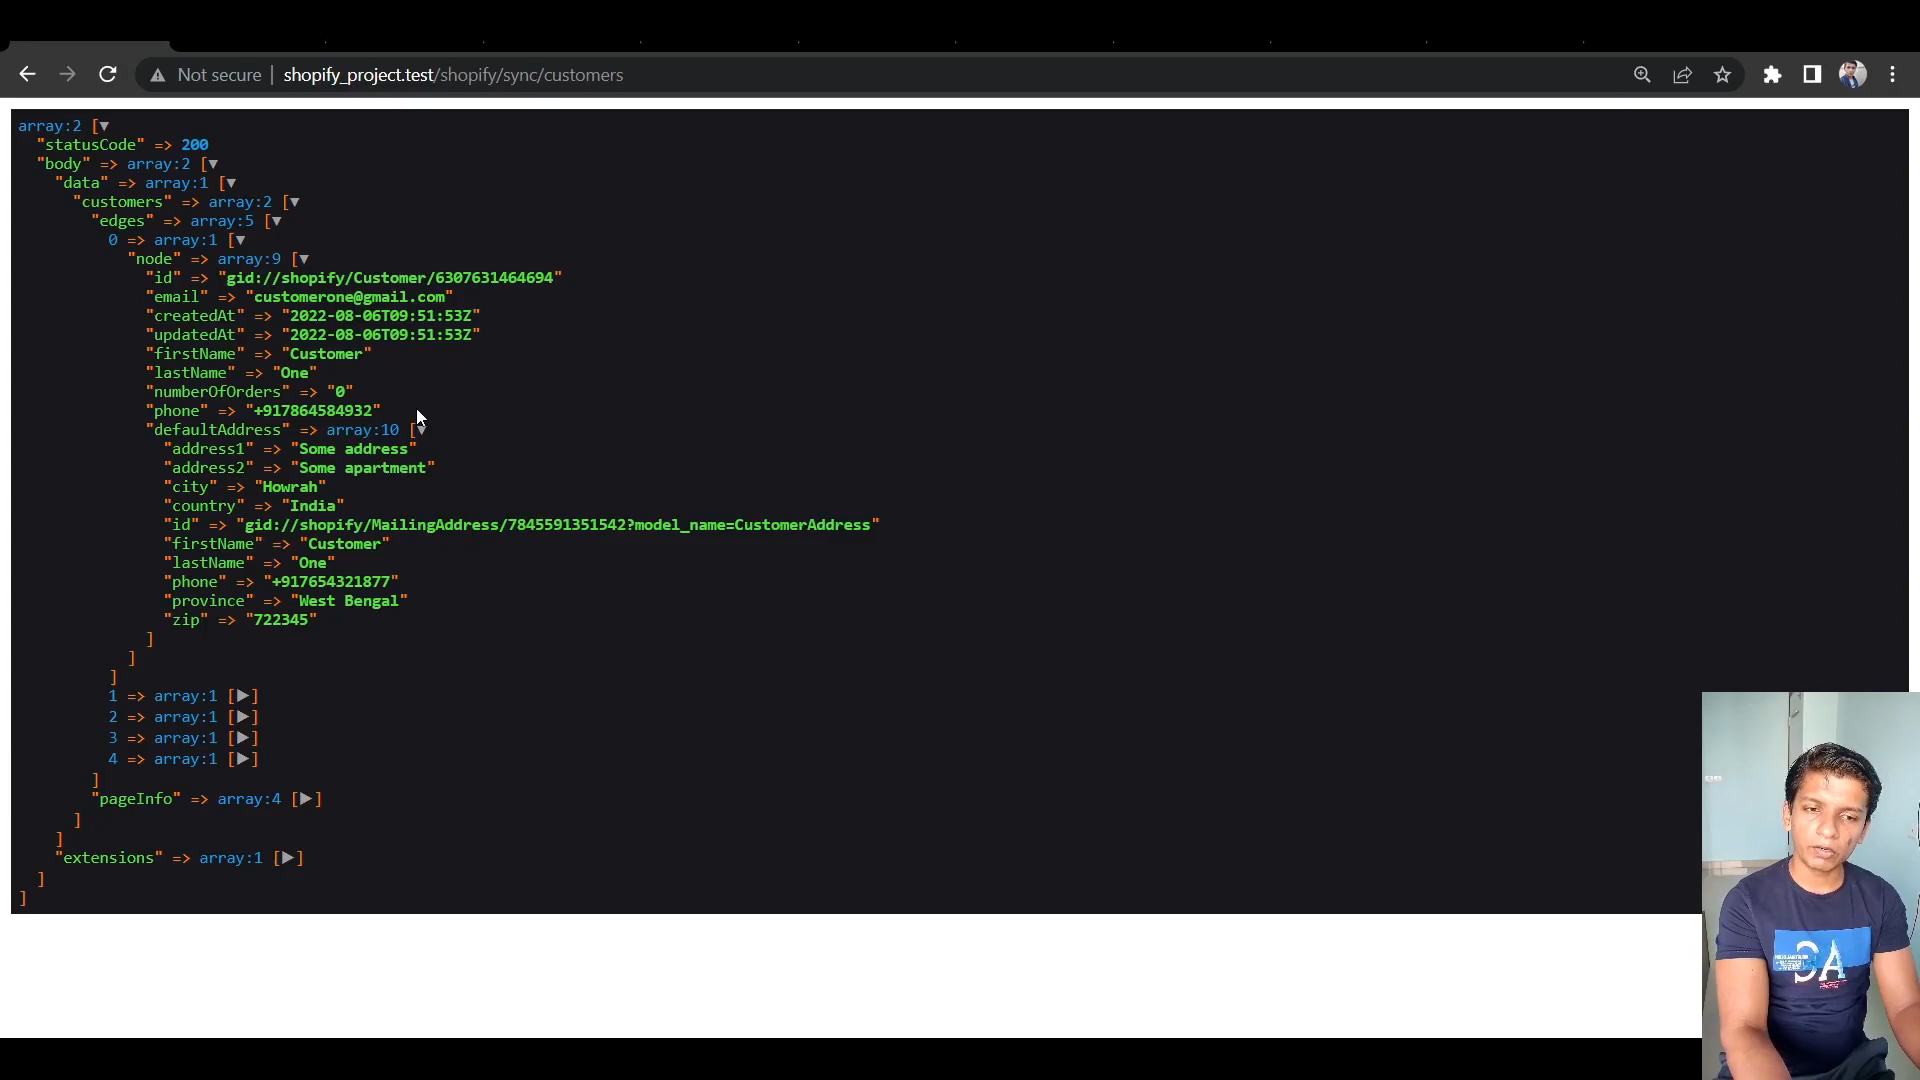 Not secure | shopify_project.test/shopify/sync/customers
array:2 [▼
"statusCode" => 200
"body" => array:2 [▼
"data" => array:1 [▼
"customers" => array:2 [▼
"edges" => array:5 [▼
0 => array:1 [▼
"node" => array:9 [▼
"id" => "gid://shopify/Customer/6307631464694"
"email" => "customerone@gmail.com"
"createdAt" => "2022-08-06T09:51:53Z"
"updatedAt" => "2022-08-06T09:51:53Z"
"firstName" => "Customer"
"lastName" => "One"
"numberOfOrders" => "0"
"phone" => "+917864584932"
"defaultAddress" => array:10 [▼
"address1" => "Some address"
"address2" => "Some apartment"
"city" => "Howrah"
"country" => "India"
"id" => "gid://shopify/MailingAddress/7845591351542?model_name=CustomerAddress"
"firstName" => "Customer"
"lastName" => "One"
"phone" => "+917654321877"
"province" => "West Bengal"
"zip" => "722345"
]
]
]
1 => array:1 [▶]
2 => array:1 [▶]
3 => array:1 [▶]
4 => array:1 [▶]
]
"pageInfo" => array:4 [▶]
]
]
"extensions" => array:1 [▶]
]
]